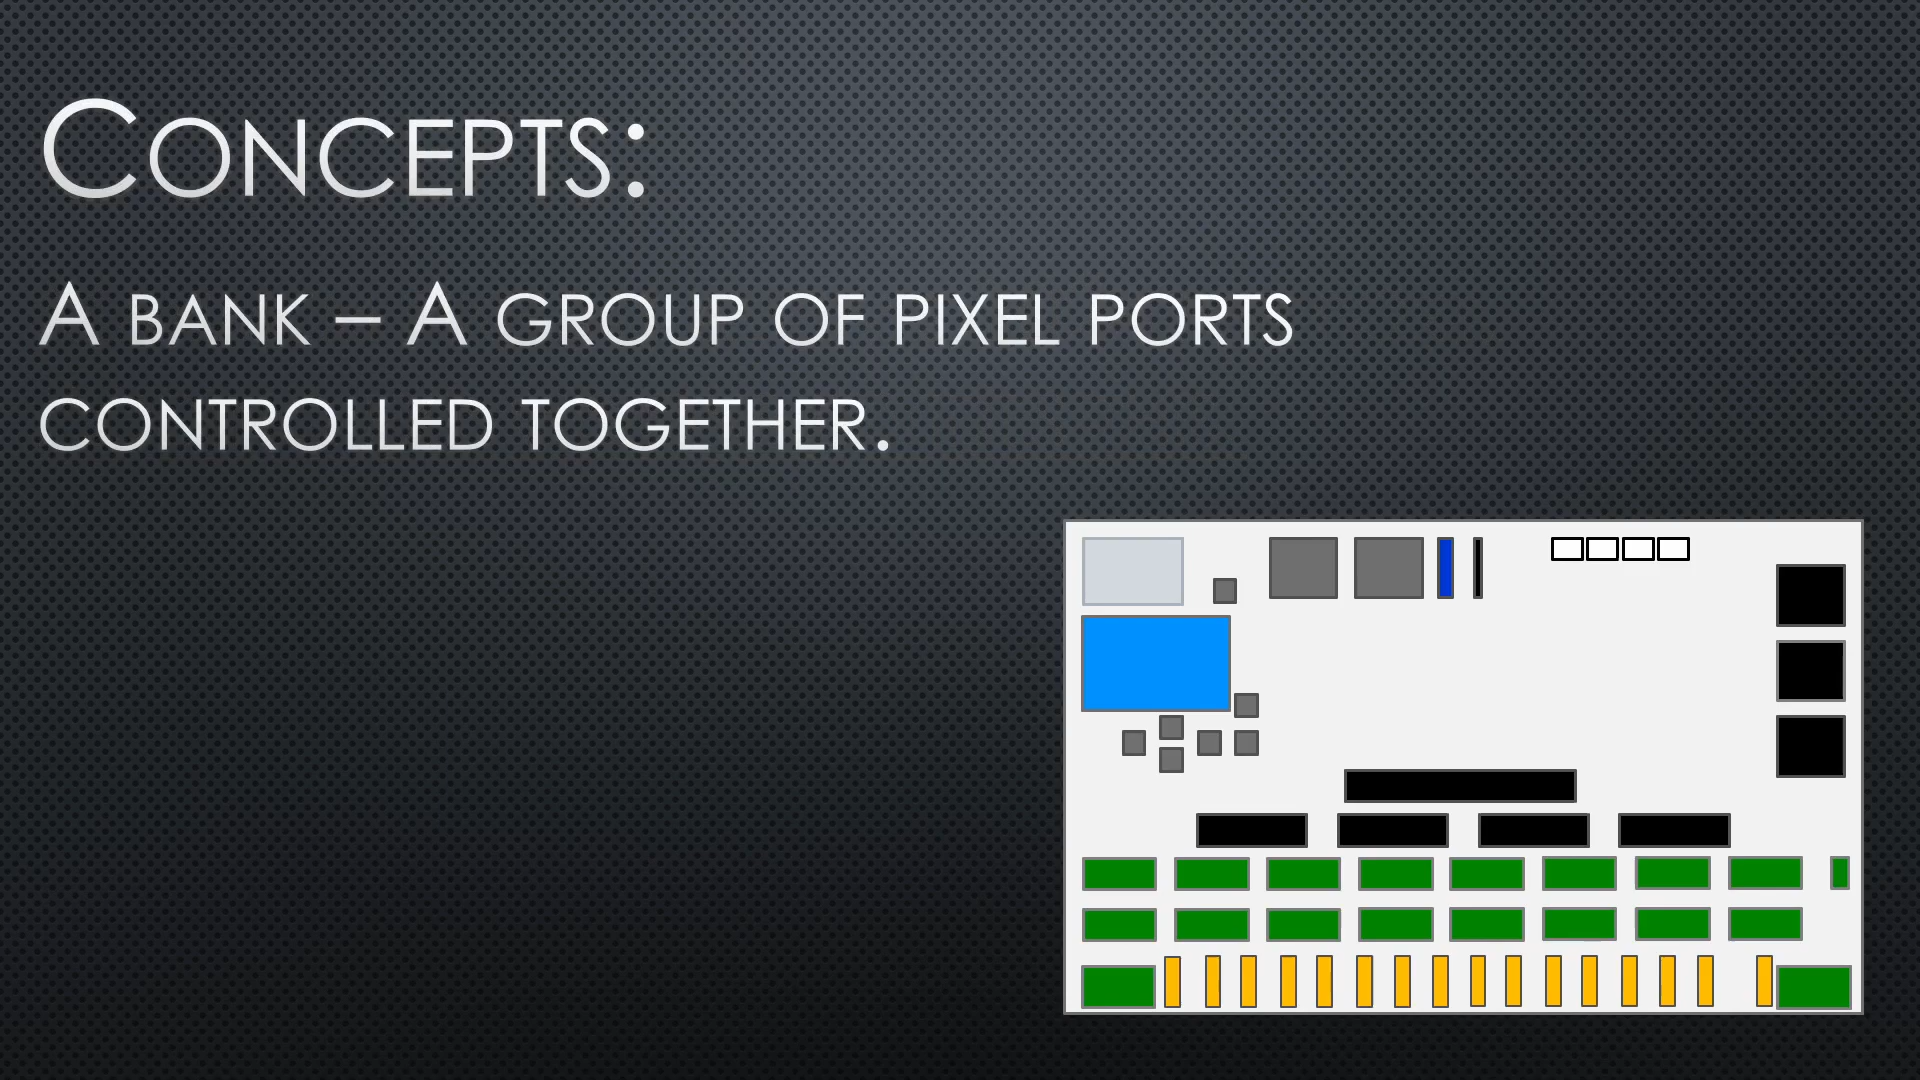 Concepts:
A bank – A group of pixel ports
controlled together.